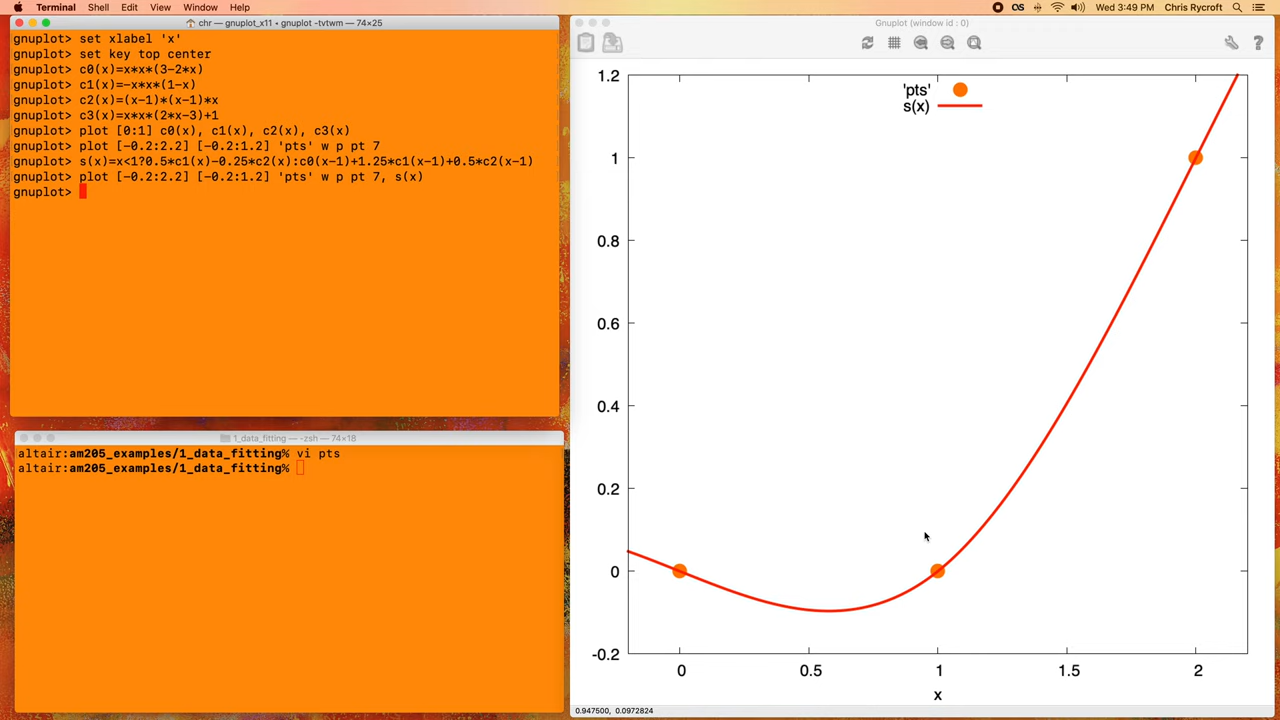 Terminal Shell Edit View Window Help
OS Wed 3:49 PM Chris Rycroft
chr — gnuplot_x11 • gnuplot -tvtwm — 74×25
gnuplot> set xlabel 'x'
gnuplot> set key top center
gnuplot> c0(x)=x*x*(3-2*x)
gnuplot> c1(x)=-x*x*(1-x)
gnuplot> c2(x)=(x-1)*(x-1)*x
gnuplot> c3(x)=x*x*(2*x-3)+1
gnuplot> plot [0:1] c0(x), c1(x), c2(x), c3(x)
gnuplot> plot [-0.2:2.2] [-0.2:1.2] 'pts' w p pt 7
gnuplot> s(x)=x<1?0.5*c1(x)-0.25*c2(x):c0(x-1)+1.25*c1(x-1)+0.5*c2(x-1)
gnuplot> plot [-0.2:2.2] [-0.2:1.2] 'pts' w p pt 7, s(x)
gnuplot>
1_data_fitting — -zsh — 74×18
altair:am205_examples/1_data_fitting% vi pts
altair:am205_examples/1_data_fitting%
Gnuplot (window id : 0)
?
'pts'
s(x)
1.2
1
0.8
0.6
0.4
0.2
0
-0.2
0 0.5 1 1.5 2
x
0.947500, 0.0972824